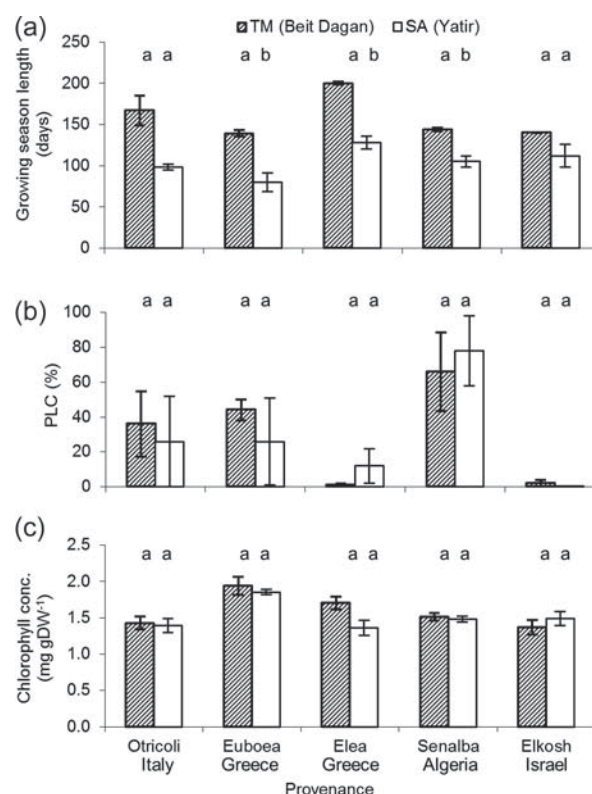 (a)
TM (Beit Dagan) SA (Yatir)
a a a b a b a b a a
Growing season length
(days)
250
200
150
100
50
0
(b)
a a a a a a a a a a
PLC (%)
100
80
60
40
20
0
(c)
a a a a a a a a a a
Chlorophyll conc.
(mg gDW⁻¹)
2.5
2.0
1.5
1.0
0.5
0.0
Otricoli Euboea Elea Senalba Elkosh
Italy Greece Greece Algeria Israel
Provenance